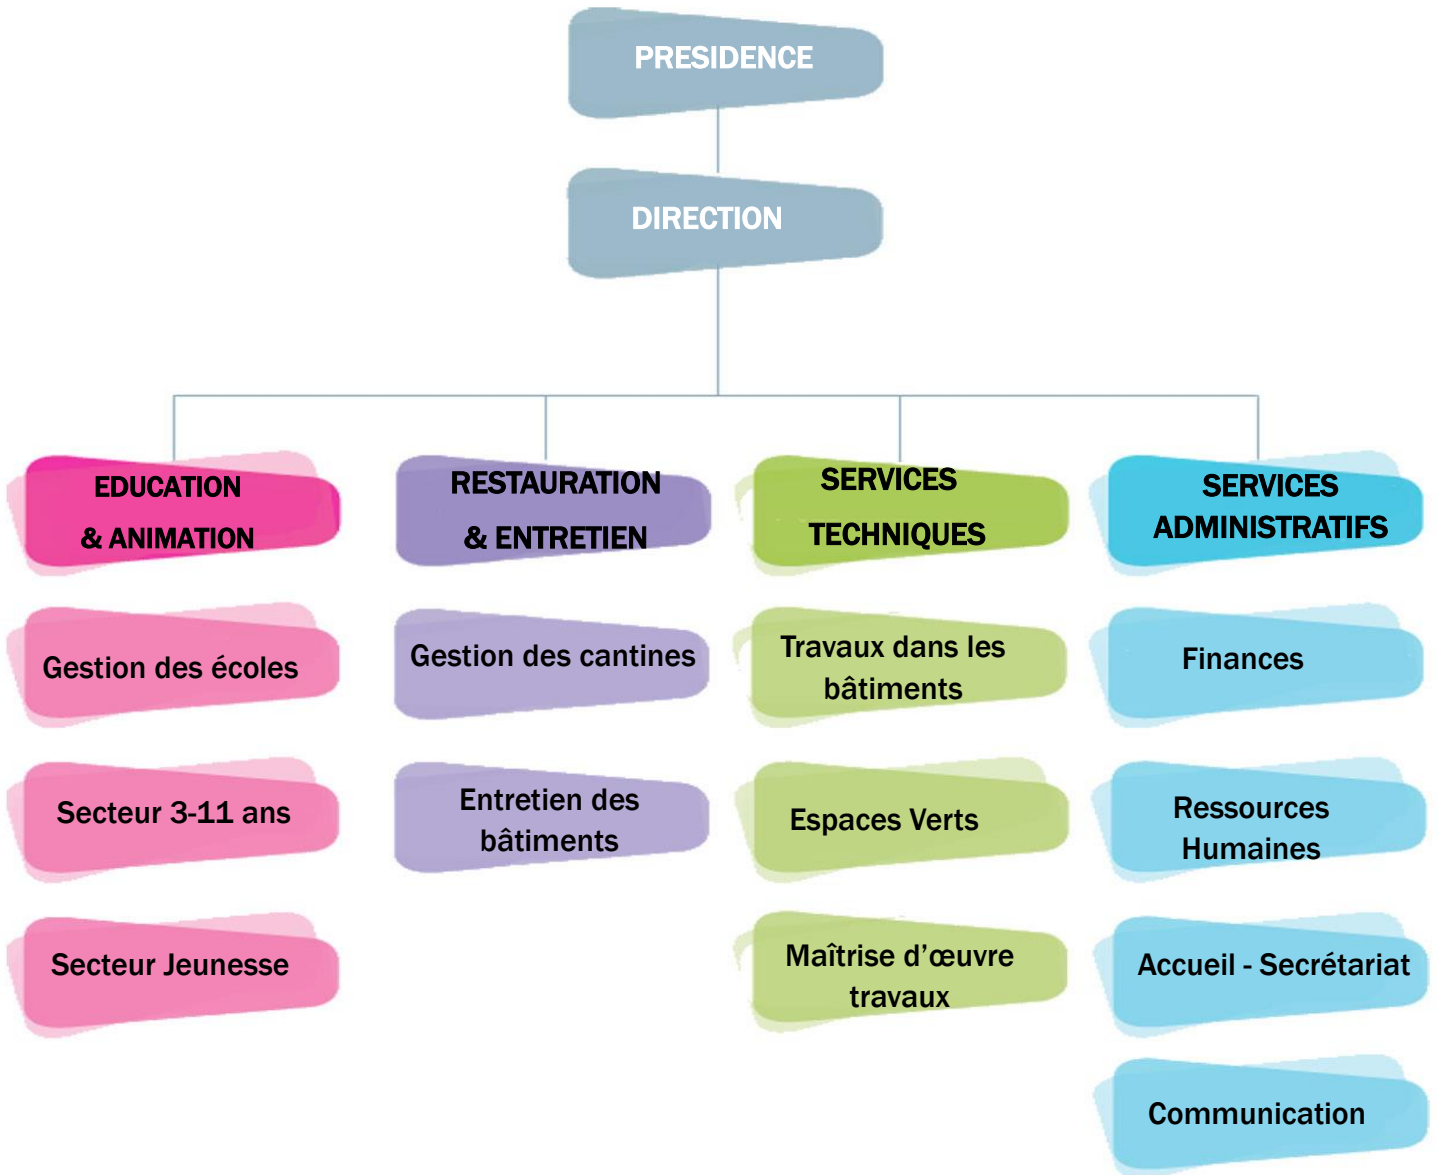 PRESIDENCE
DIRECTION
EDUCATION
& ANIMATION
Gestion des écoles
Secteur 3-11 ans
Secteur Jeunesse
RESTAURATION
& ENTRETIEN
Gestion des cantines
Entretien des
bâtiments
SERVICES
TECHNIQUES
Travaux dans les
bâtiments
Espaces Verts
Maîtrise d’œuvre
travaux
SERVICES
ADMINISTRATIFS
Finances
Ressources
Humaines
Accueil - Secrétariat
Communication